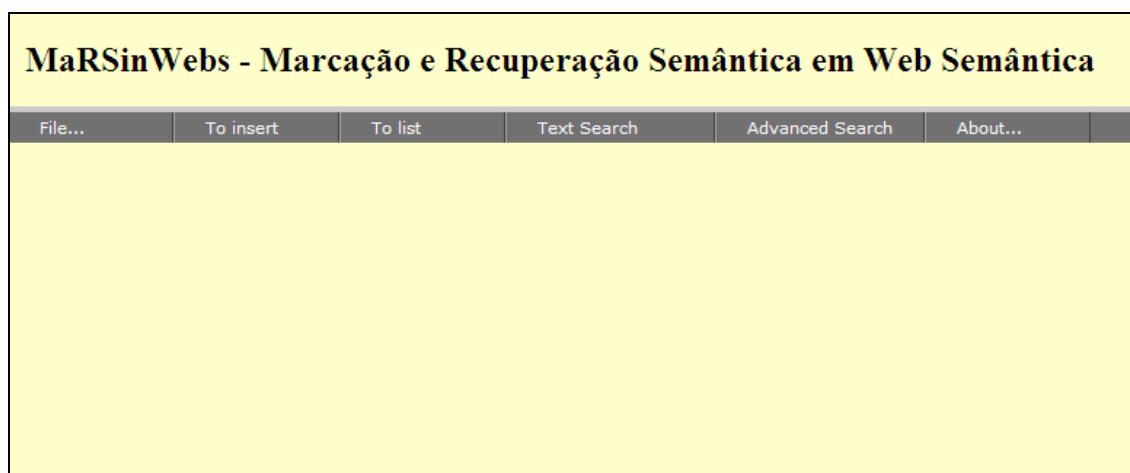 MaRSinWebs - Marcação e Recuperação Semântica em Web Semântica
File... To insert To list Text Search Advanced Search About...